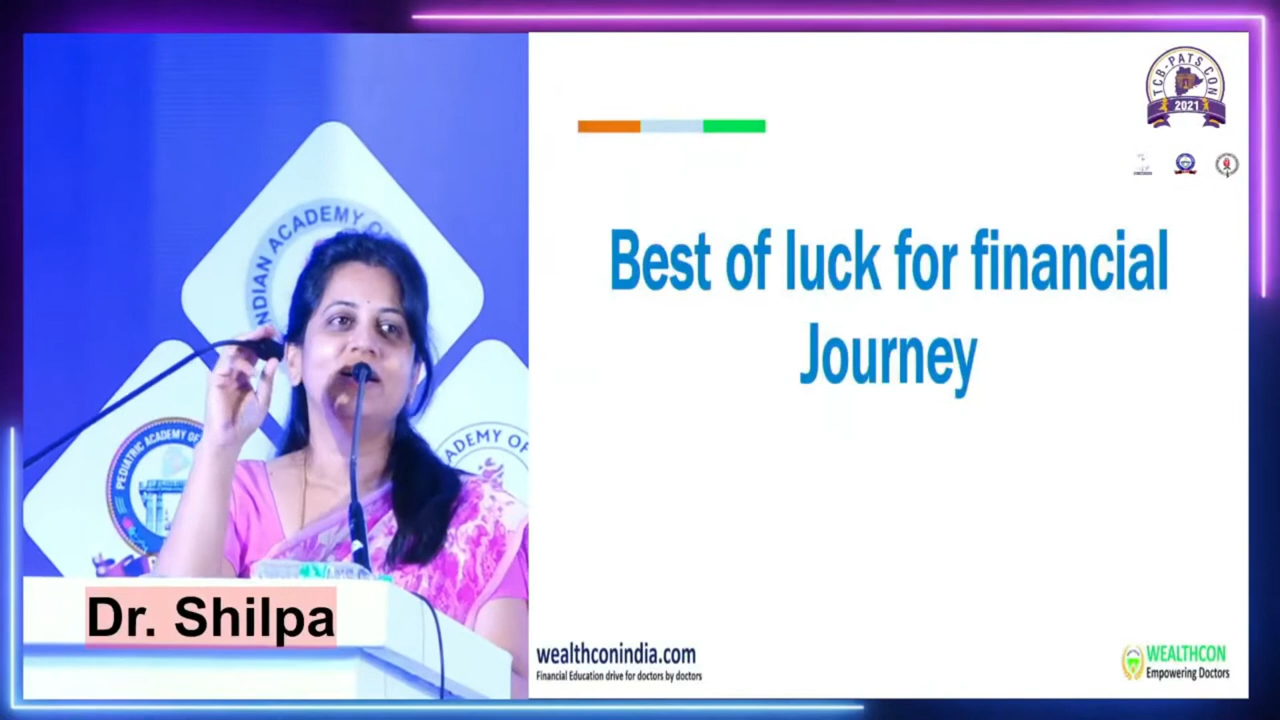 INDIAN ACADEMY OF
PEDIATRIC ACADEMY OF
ADEMY OF
Dr. Shilpa
TCB-PATS CON
2021
Best of luck for financial
Journey
wealthconindia.com
Financial Education drive for doctors by doctors
WEALTHCON
Empowering Doctors